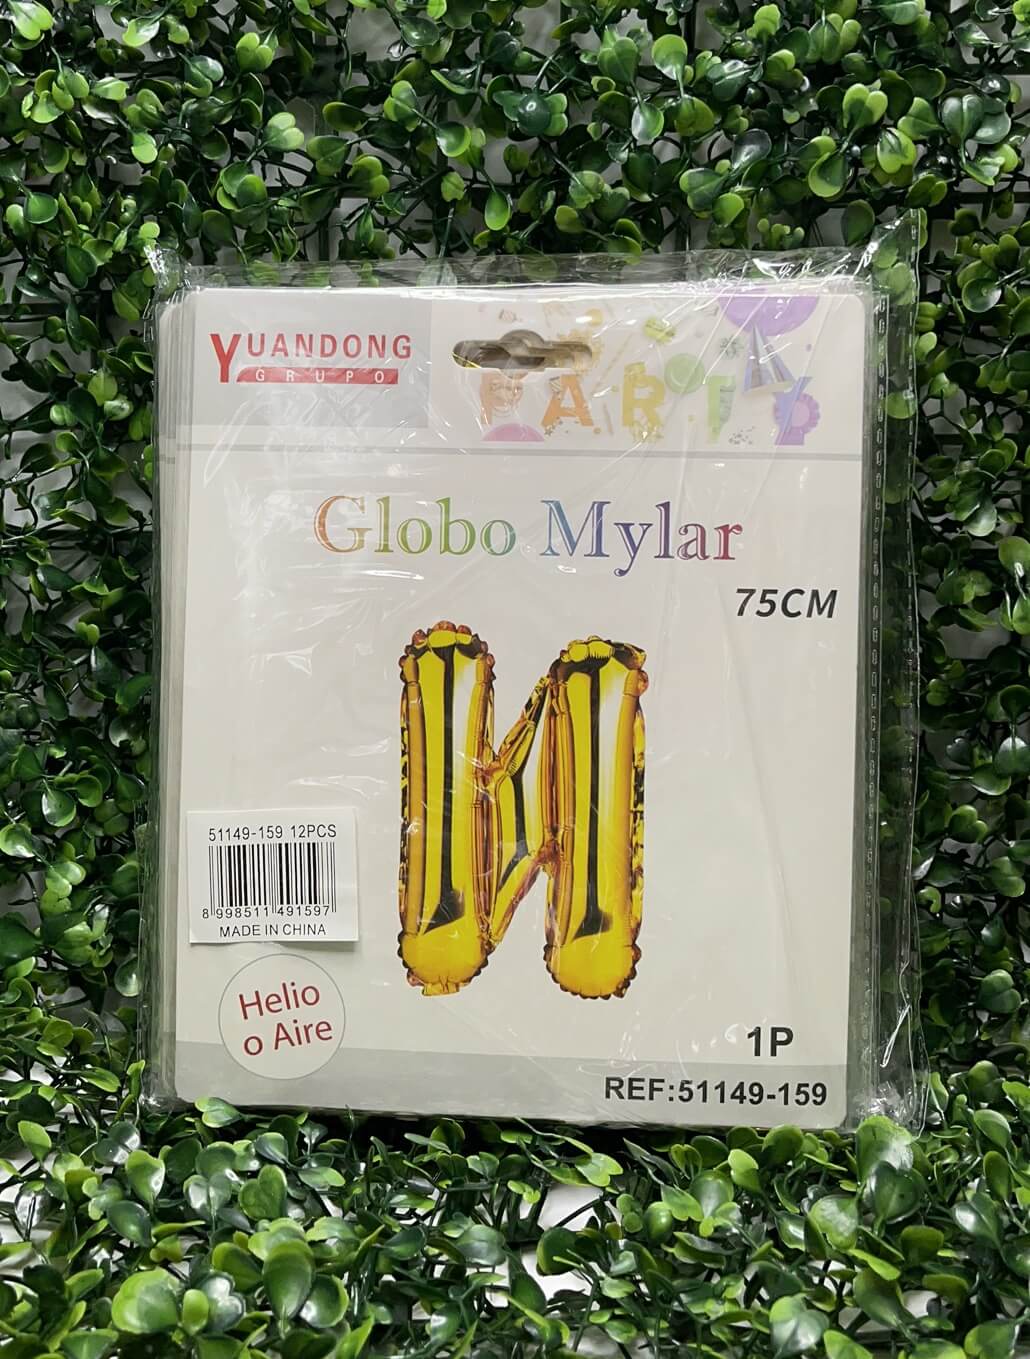 YUANDONG
GRUPO
PARTY
Globo Mylar
75CM
И
51149-159 12PCS
8 998511 491597
MADE IN CHINA
Helio
o Aire
1P
REF:51149-159